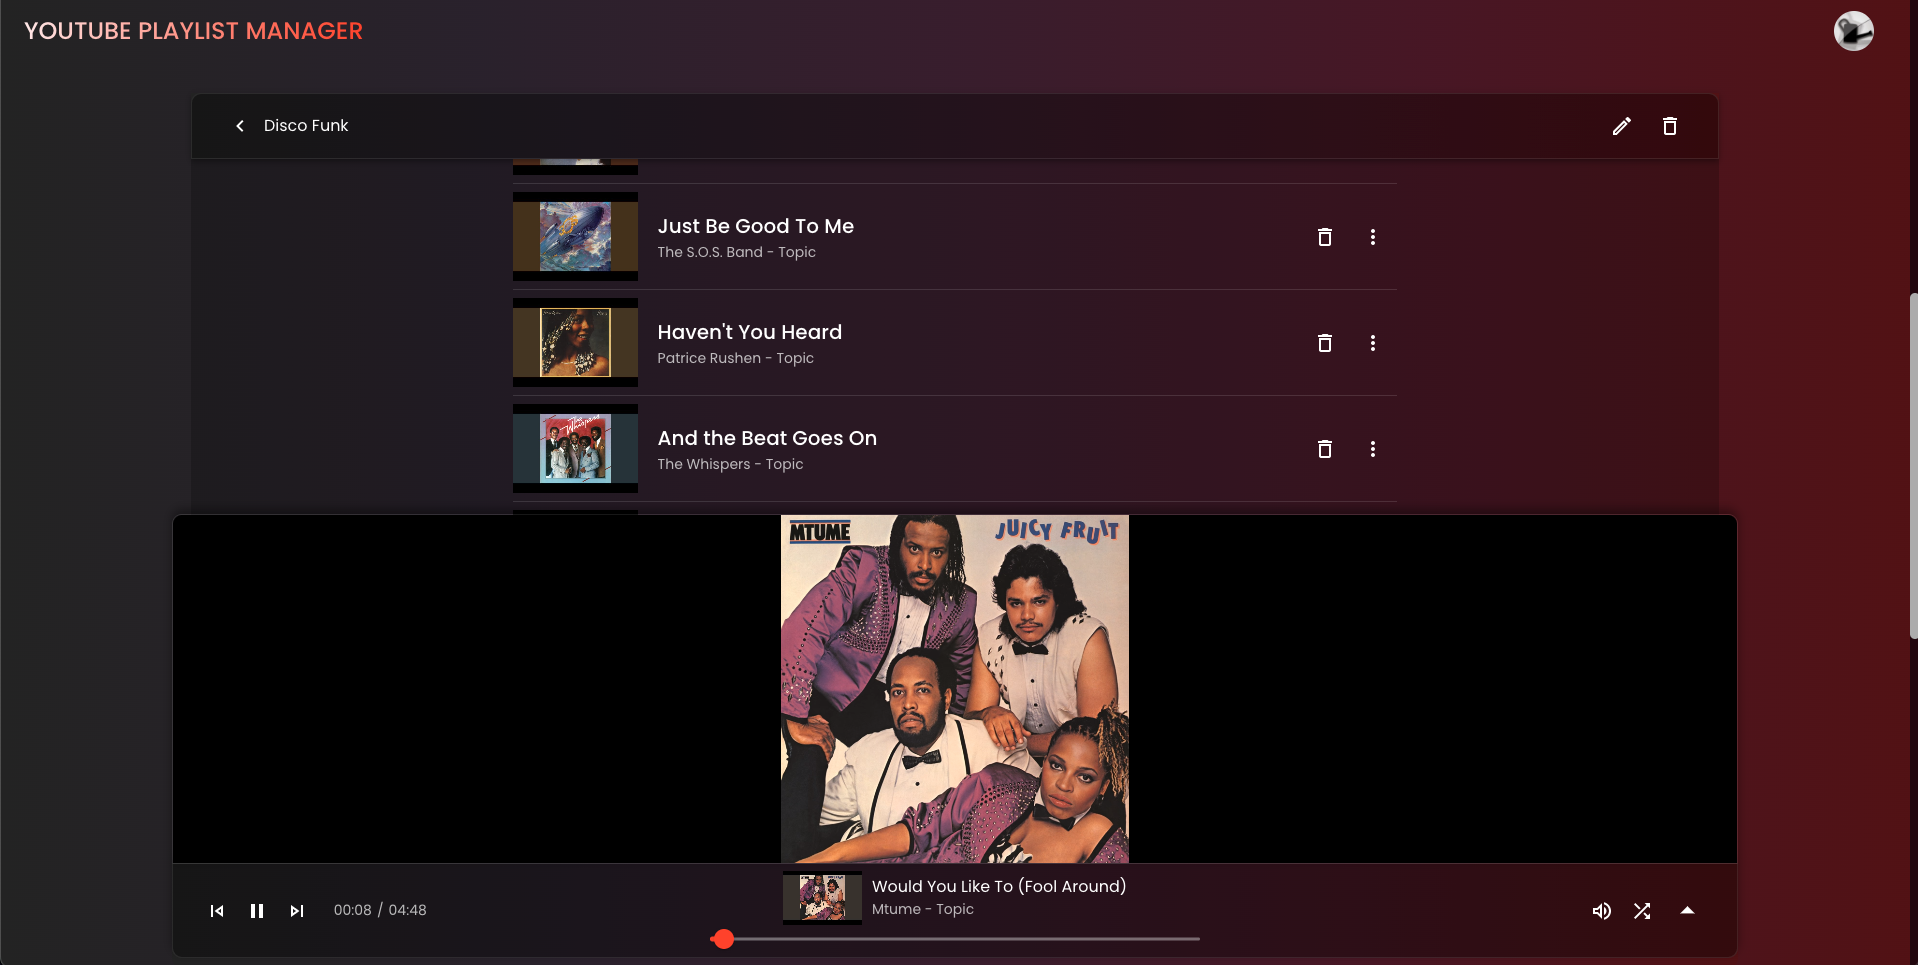 YOUTUBE PLAYLIST MANAGER
Disco Funk
Just Be Good To Me
The S.O.S. Band - Topic
Haven't You Heard
Patrice Rushen - Topic
The Whispers
And the Beat Goes On
The Whispers - Topic
MTUME
JUICY FRUIT
00:08 / 04:48
Would You Like To (Fool Around)
Mtume - Topic